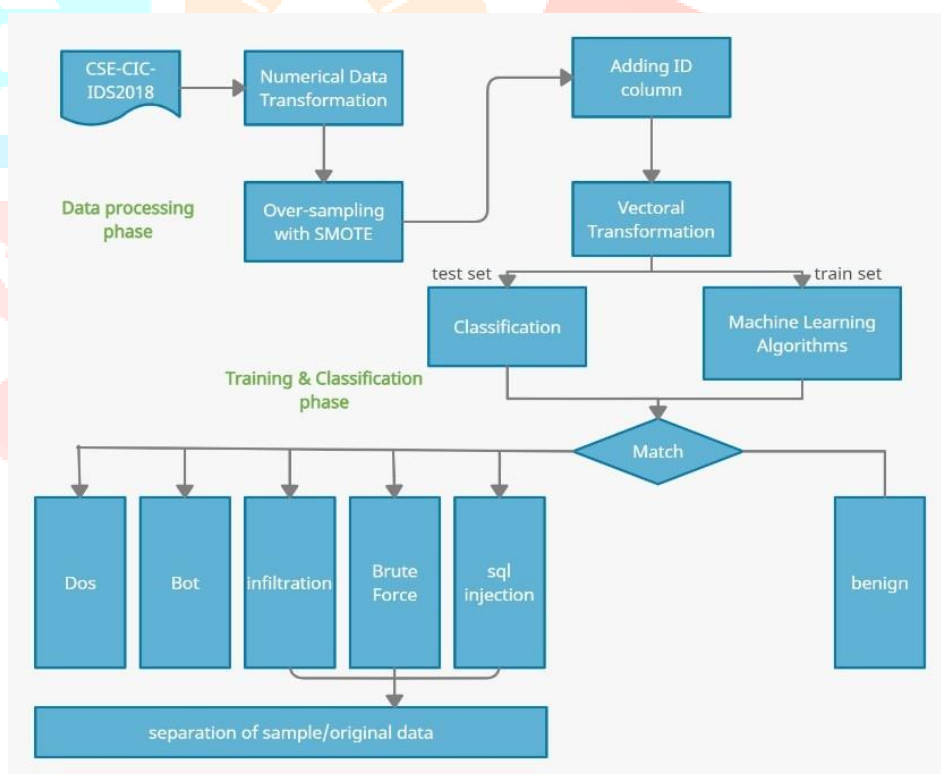 CSE-CIC-
IDS2018
Numerical Data
Transformation
Adding ID
column
Data processing
phase
Over-sampling
with SMOTE
Vectoral
Transformation
test set
train set
Classification
Machine Learning
Algorithms
Training & Classification
phase
Match
Dos
Bot
infiltration
Brute
Force
sql
injection
benign
separation of sample/original data